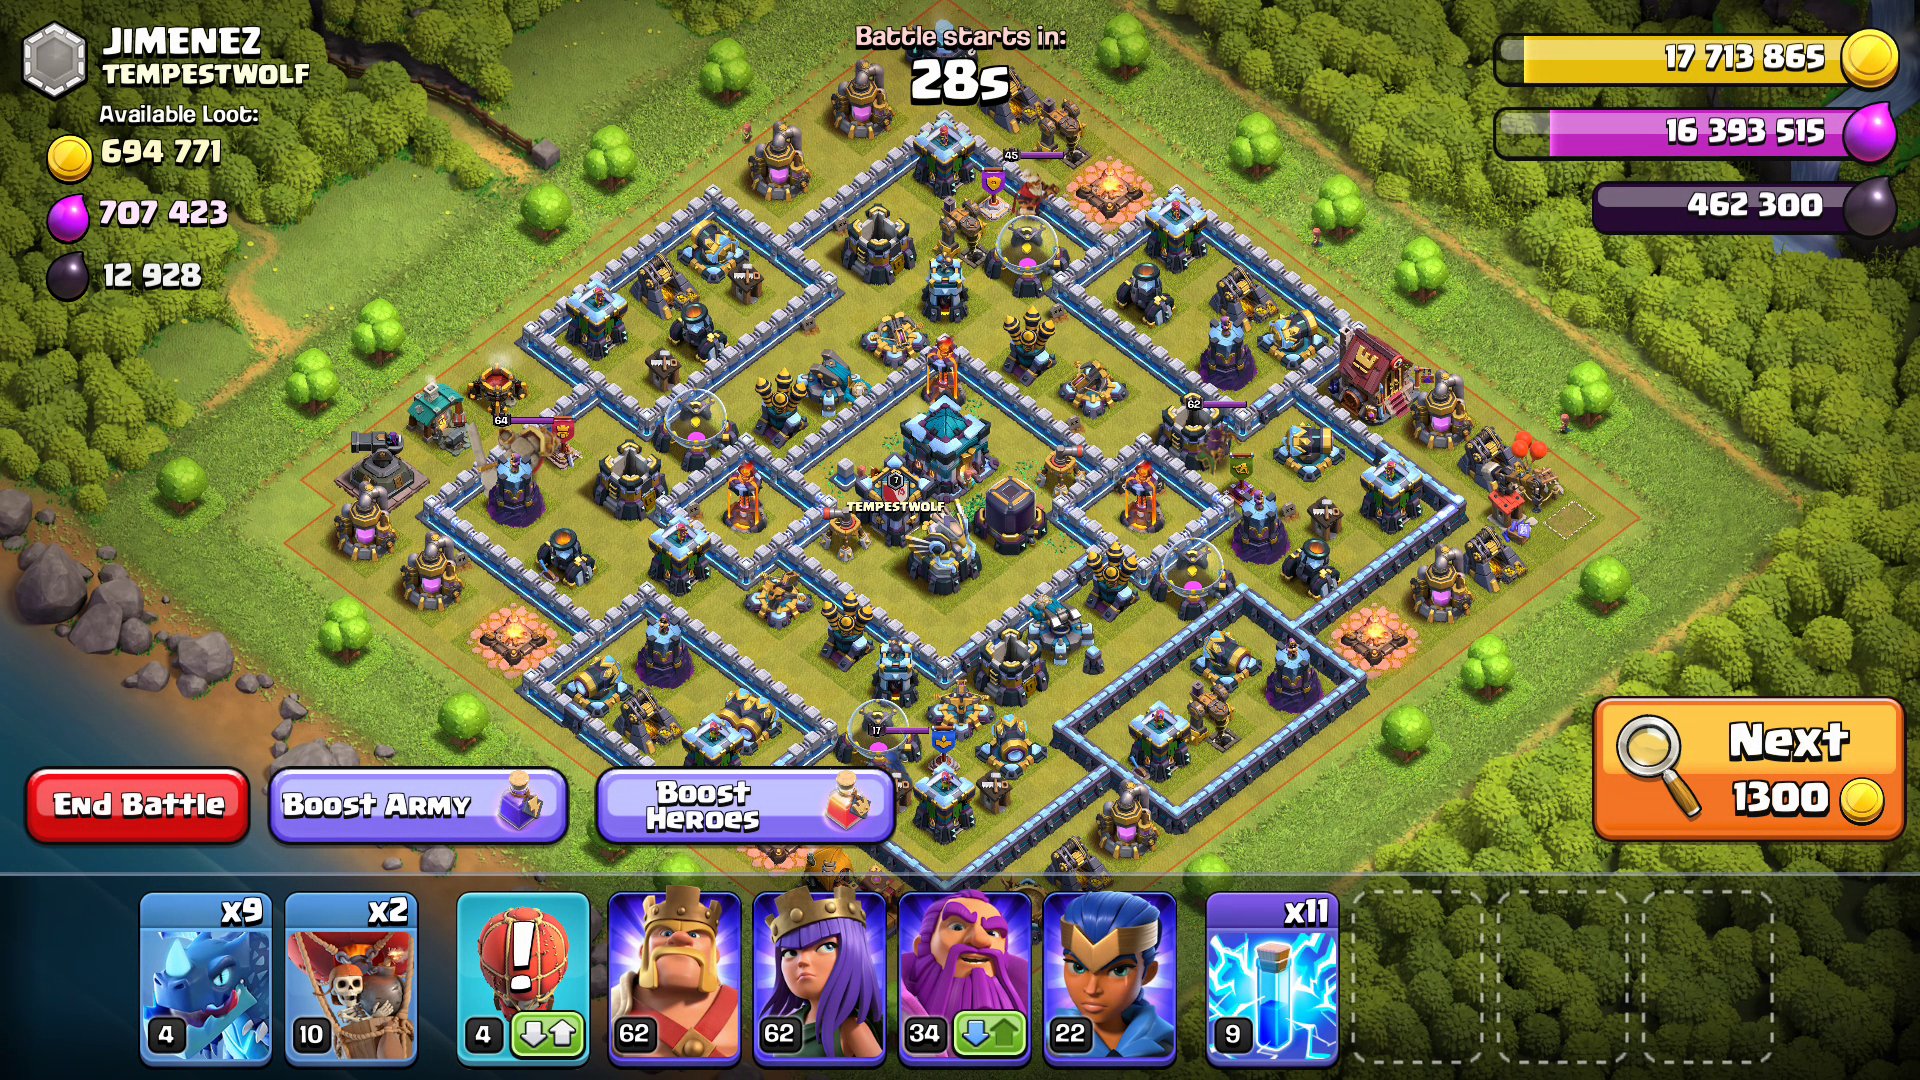 JIMENEZ
TEMPESTWOLF
Available Loot:
694 771
707 423
12 928
Battle starts in:
28s
17 713 865
16 393 515
462 300
45
64
62
7
TEMPESTWOLF
17
End Battle
Boost Army
Boost
Heroes
Next
1300
x9
4
x2
10
4
62
62
34
22
x11
9